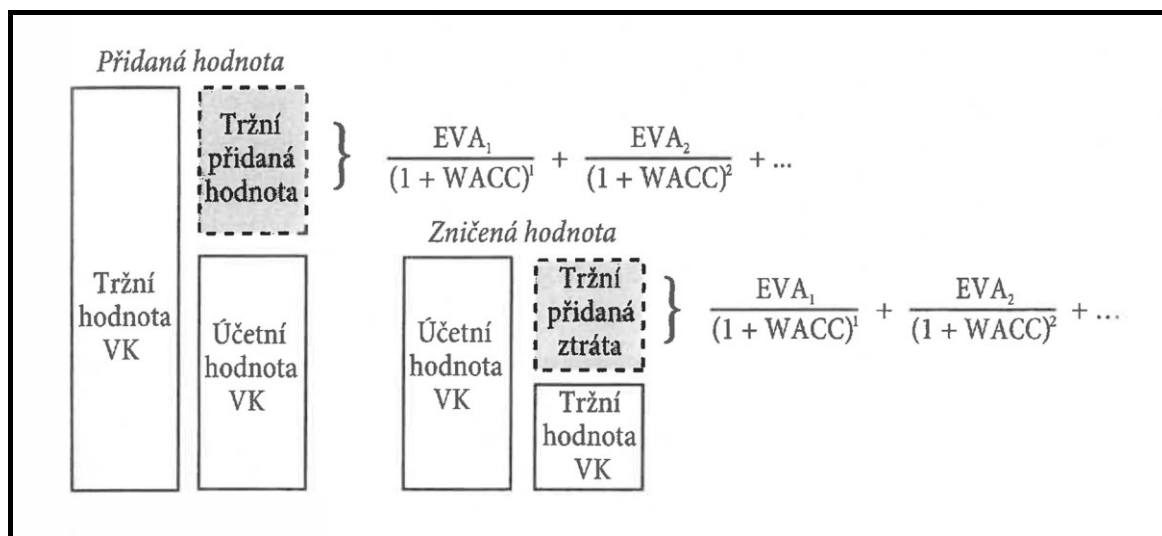 Přidaná hodnota
Tržní
hodnota
VK
Tržní
přidaná
hodnota
Účetní
hodnota
VK
} EVA₁ / (1 + WACC)¹ + EVA₂ / (1 + WACC)² + ...
Zničená hodnota
Účetní
hodnota
VK
Tržní
přidaná
ztráta
Tržní
hodnota
VK
} EVA₁ / (1 + WACC)¹ + EVA₂ / (1 + WACC)² + ...